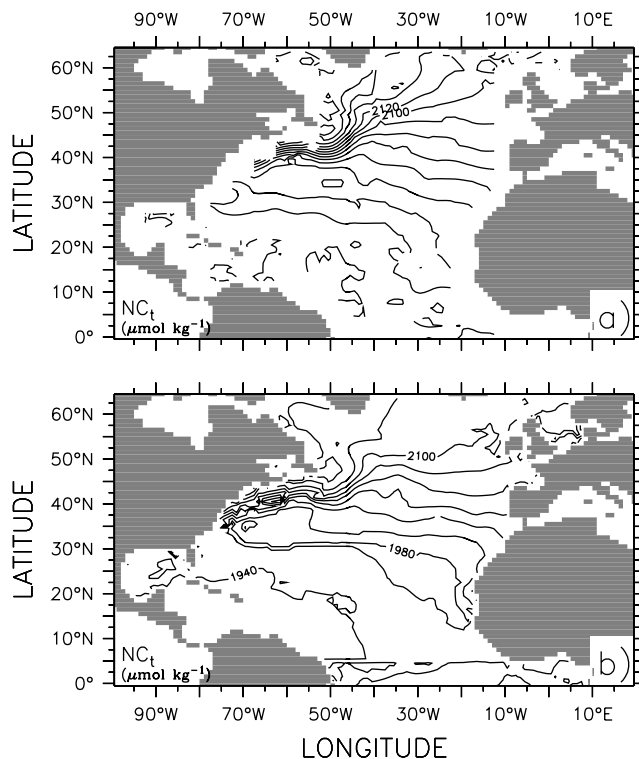 90°W 70°W 50°W 30°W 10°W 10°E
60°N
50°N
40°N
30°N
20°N
10°N
0°
LATITUDE
2120
2100
NCt
(μmol kg⁻¹)
a)
60°N
50°N
40°N
30°N
20°N
10°N
0°
LATITUDE
2100
1980
1940
NCt
(μmol kg⁻¹)
b)
90°W 70°W 50°W 30°W 10°W 10°E
LONGITUDE